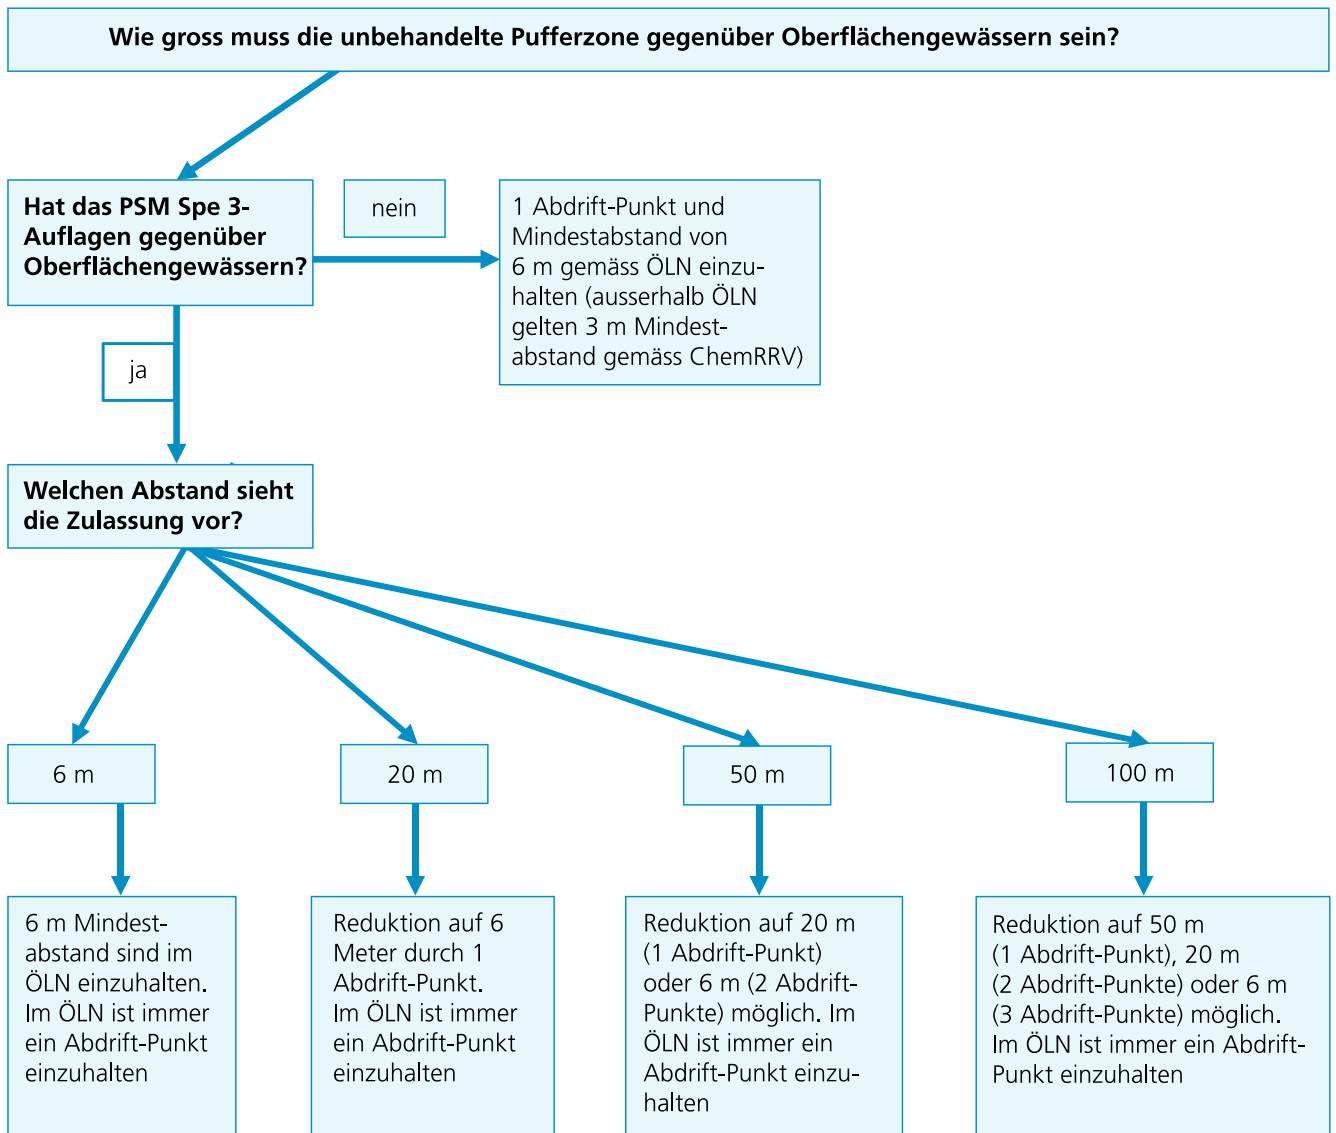 Wie gross muss die unbehandelte Pufferzone gegenüber Oberflächengewässern sein?
Hat das PSM Spe 3-
Auflagen gegenüber
Oberflächengewässern?
nein
1 Abdrift-Punkt und
Mindestabstand von
6 m gemäss ÖLN einzu-
halten (ausserhalb ÖLN
gelten 3 m Mindest-
abstand gemäss ChemRRV)
ja
Welchen Abstand sieht
die Zulassung vor?
6 m
20 m
50 m
100 m
6 m Mindest-
abstand sind im
ÖLN einzuhalten.
Im ÖLN ist immer
ein Abdrift-Punkt
einzuhalten
Reduktion auf 6
Meter durch 1
Abdrift-Punkt.
Im ÖLN ist immer
ein Abdrift-Punkt
einzuhalten
Reduktion auf 20 m
(1 Abdrift-Punkt)
oder 6 m (2 Abdrift-
Punkte) möglich. Im
ÖLN ist immer ein
Abdrift-Punkt einzu-
halten
Reduktion auf 50 m
(1 Abdrift-Punkt), 20 m
(2 Abdrift-Punkte) oder 6 m
(3 Abdrift-Punkte) möglich.
Im ÖLN ist immer ein Abdrift-
Punkt einzuhalten